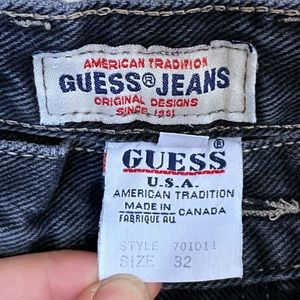 AMERICAN TRADITION
GUESS® JEANS
ORIGINAL DESIGNS
SINCE 1981
GUESS®
U.S.A.
AMERICAN TRADITION
MADE IN CANADA
FABRIQUE AU
STYLE 701011
SIZE 32